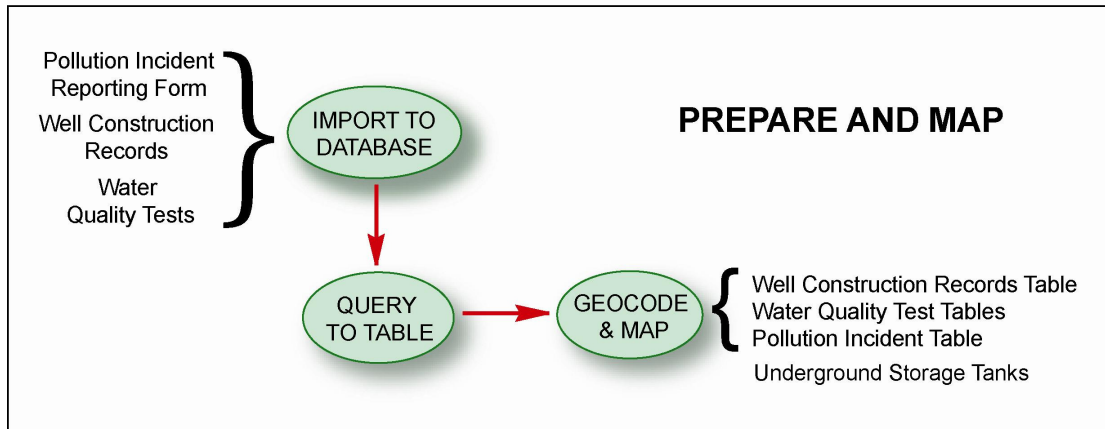 Pollution Incident
Reporting Form
Well Construction
Records
Water
Quality Tests
IMPORT TO
DATABASE
PREPARE AND MAP
QUERY
TO TABLE
GEOCODE
& MAP
Well Construction Records Table
Water Quality Test Tables
Pollution Incident Table
Underground Storage Tanks